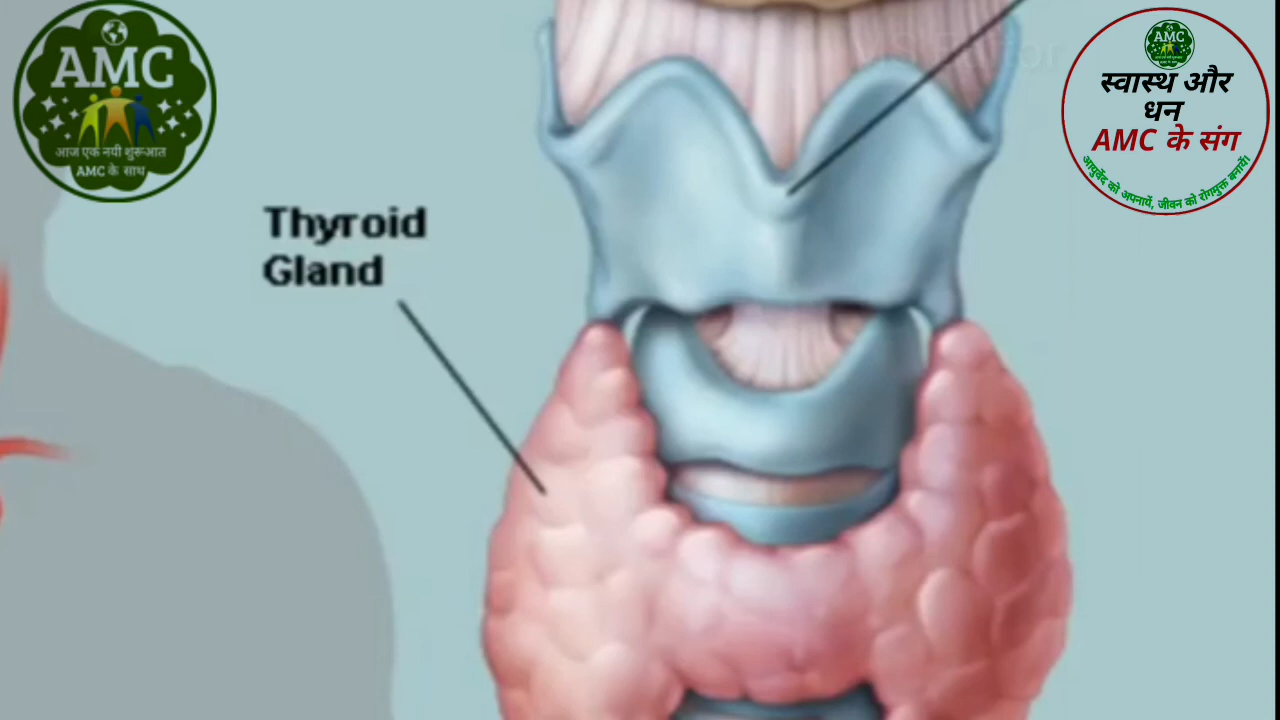 AMC
आज एक नयी शुरूआत
AMC के साथ
Thyroid
Gland
AMC
स्वास्थ और
धन
AMC के संग
आयुर्वेद को अपनायें, जीवन को रोगमुक्त बनायें।